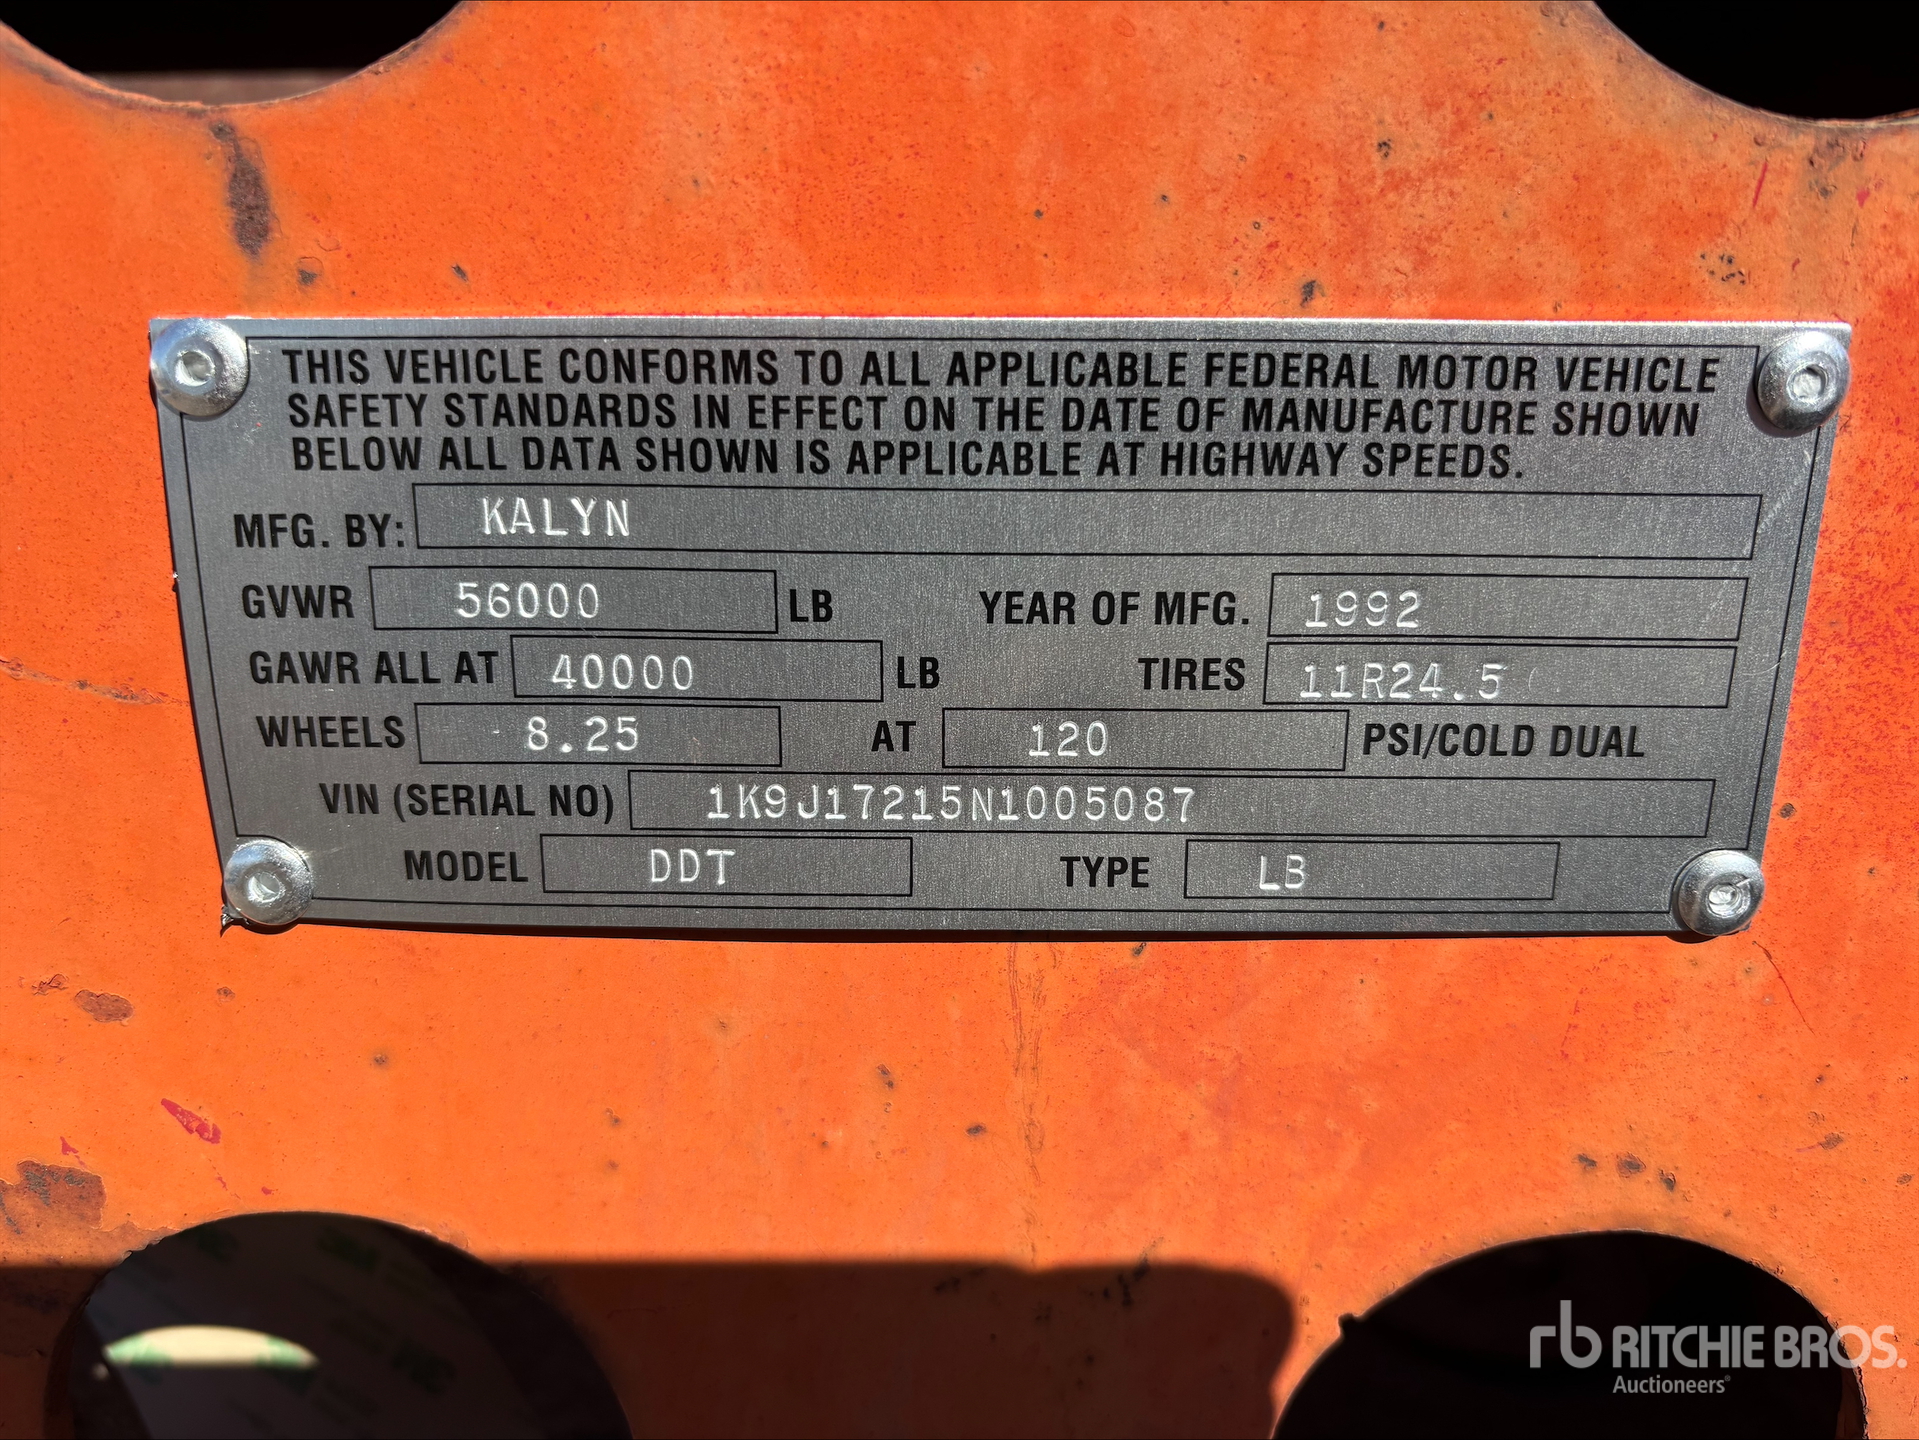 THIS VEHICLE CONFORMS TO ALL APPLICABLE FEDERAL MOTOR VEHICLE
SAFETY STANDARDS IN EFFECT ON THE DATE OF MANUFACTURE SHOWN
BELOW ALL DATA SHOWN IS APPLICABLE AT HIGHWAY SPEEDS.
MFG. BY: KALYN
GVWR 56000 LB YEAR OF MFG. 1992
GAWR ALL AT 40000 LB TIRES 11R24.5
WHEELS 8.25 AT 120 PSI/COLD DUAL
VIN (SERIAL NO) 1K9J17215N1005087
MODEL DDT TYPE LB
rb RITCHIE BROS.
Auctioneers®